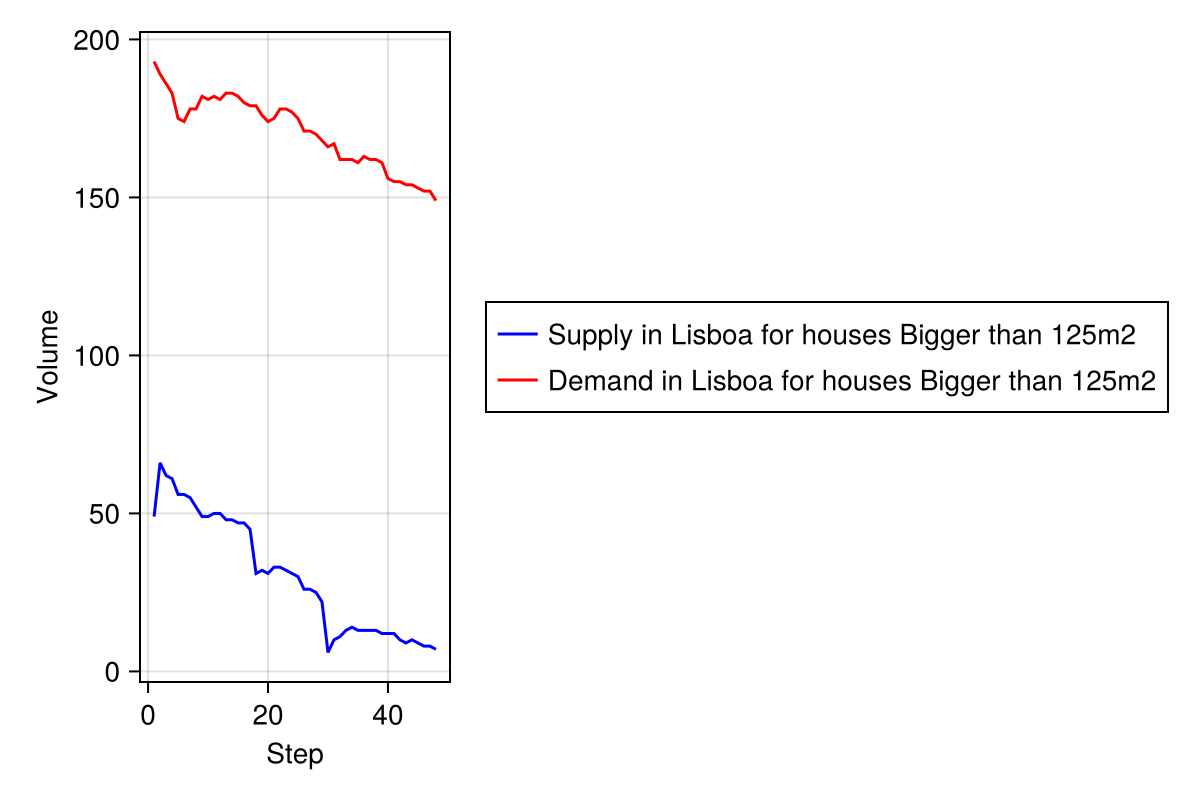 200
150
100
50
0
Volume
0 20 40
Step
Supply in Lisboa for houses Bigger than 125m2
Demand in Lisboa for houses Bigger than 125m2